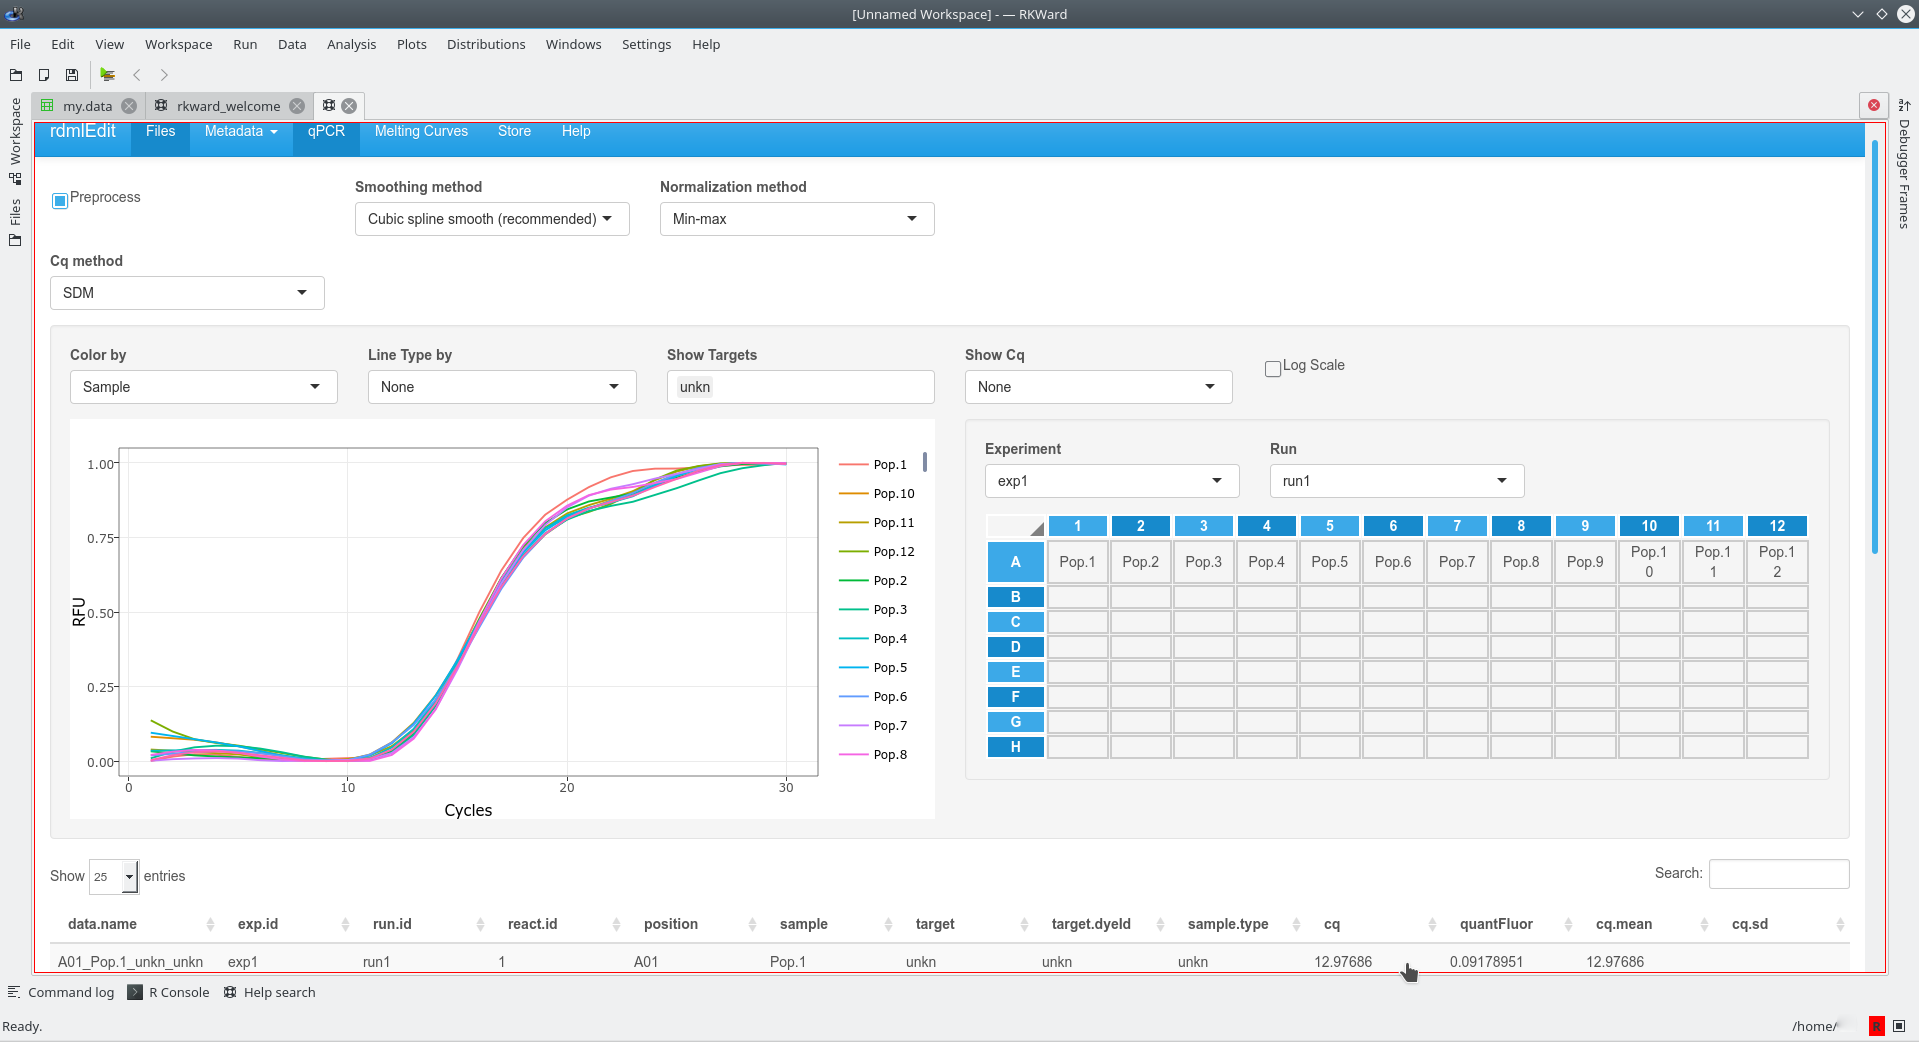 [Unnamed Workspace] - — RKWard
File Edit View Workspace Run Data Analysis Plots Distributions Windows Settings Help
my.data rkward_welcome
Workspace
Files
Debugger Frames
rdmlEdit Files Metadata qPCR Melting Curves Store Help
Preprocess
Smoothing method
Cubic spline smooth (recommended)
Normalization method
Min-max
Cq method
SDM
Color by
Sample
Line Type by
None
Show Targets
unkn
Show Cq
None
Log Scale
1.00
0.75
0.50
0.25
0.00
RFU
0 10 20 30
Cycles
Pop.1
Pop.10
Pop.11
Pop.12
Pop.2
Pop.3
Pop.4
Pop.5
Pop.6
Pop.7
Pop.8
Experiment
exp1
Run
run1
1 2 3 4 5 6 7 8 9 10 11 12
A Pop.1 Pop.2 Pop.3 Pop.4 Pop.5 Pop.6 Pop.7 Pop.8 Pop.9 Pop.10 Pop.11 Pop.12
B
C
D
E
F
G
H
Show 25 entries
Search:
data.name exp.id run.id react.id position sample target target.dyeId sample.type cq quantFluor cq.mean cq.sd
A01_Pop.1_unkn_unkn exp1 run1 1 A01 Pop.1 unkn unkn unkn 12.97686 0.09178951 12.97686
Command log R Console Help search
Ready.
/home/
R